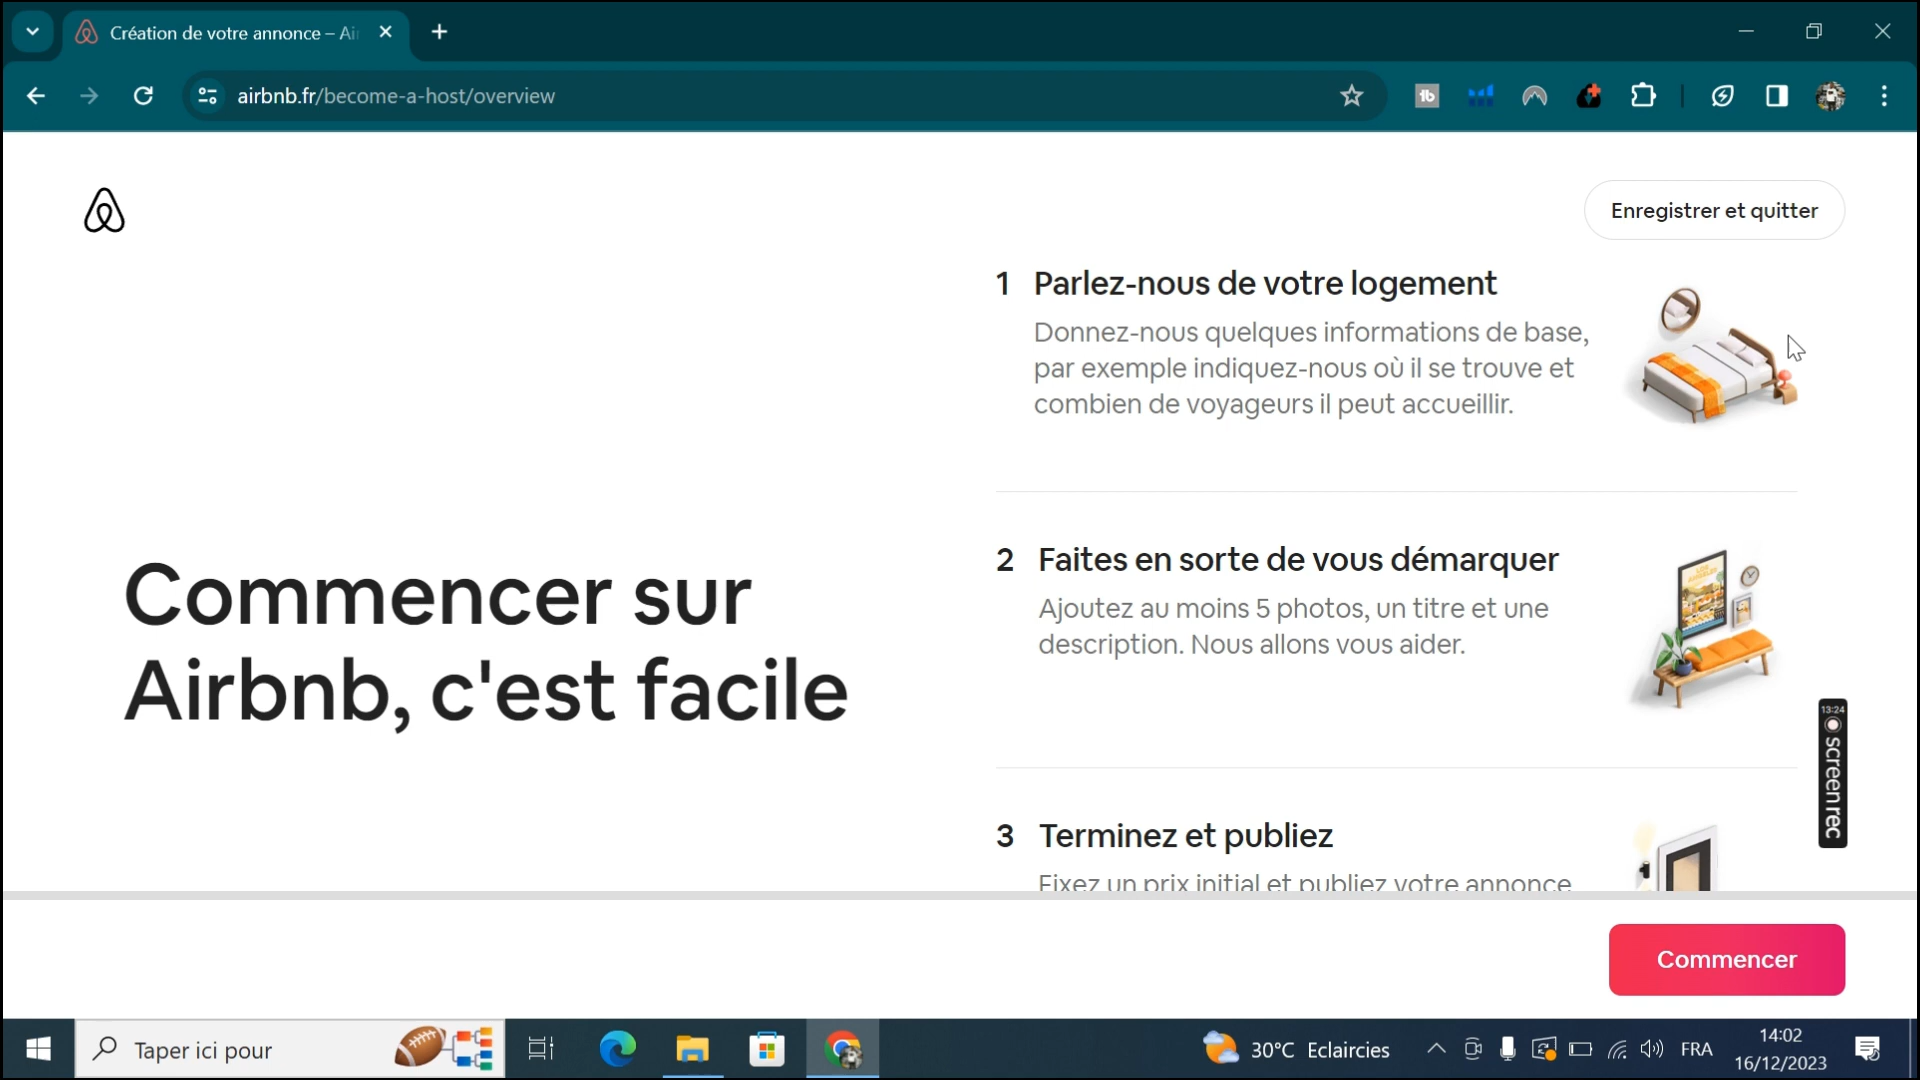 Création de votre annonce – Ai
airbnb.fr/become-a-host/overview
Enregistrer et quitter
1 Parlez-nous de votre logement
Donnez-nous quelques informations de base,
par exemple indiquez-nous où il se trouve et
combien de voyageurs il peut accueillir.
2 Faites en sorte de vous démarquer
Ajoutez au moins 5 photos, un titre et une
description. Nous allons vous aider.
Commencer sur
Airbnb, c'est facile
13:24
screenrec
3 Terminez et publiez
Fixez un prix initial et publiez votre annonce
Commencer
Taper ici pour
30°C Eclaircies
FRA
14:02
16/12/2023